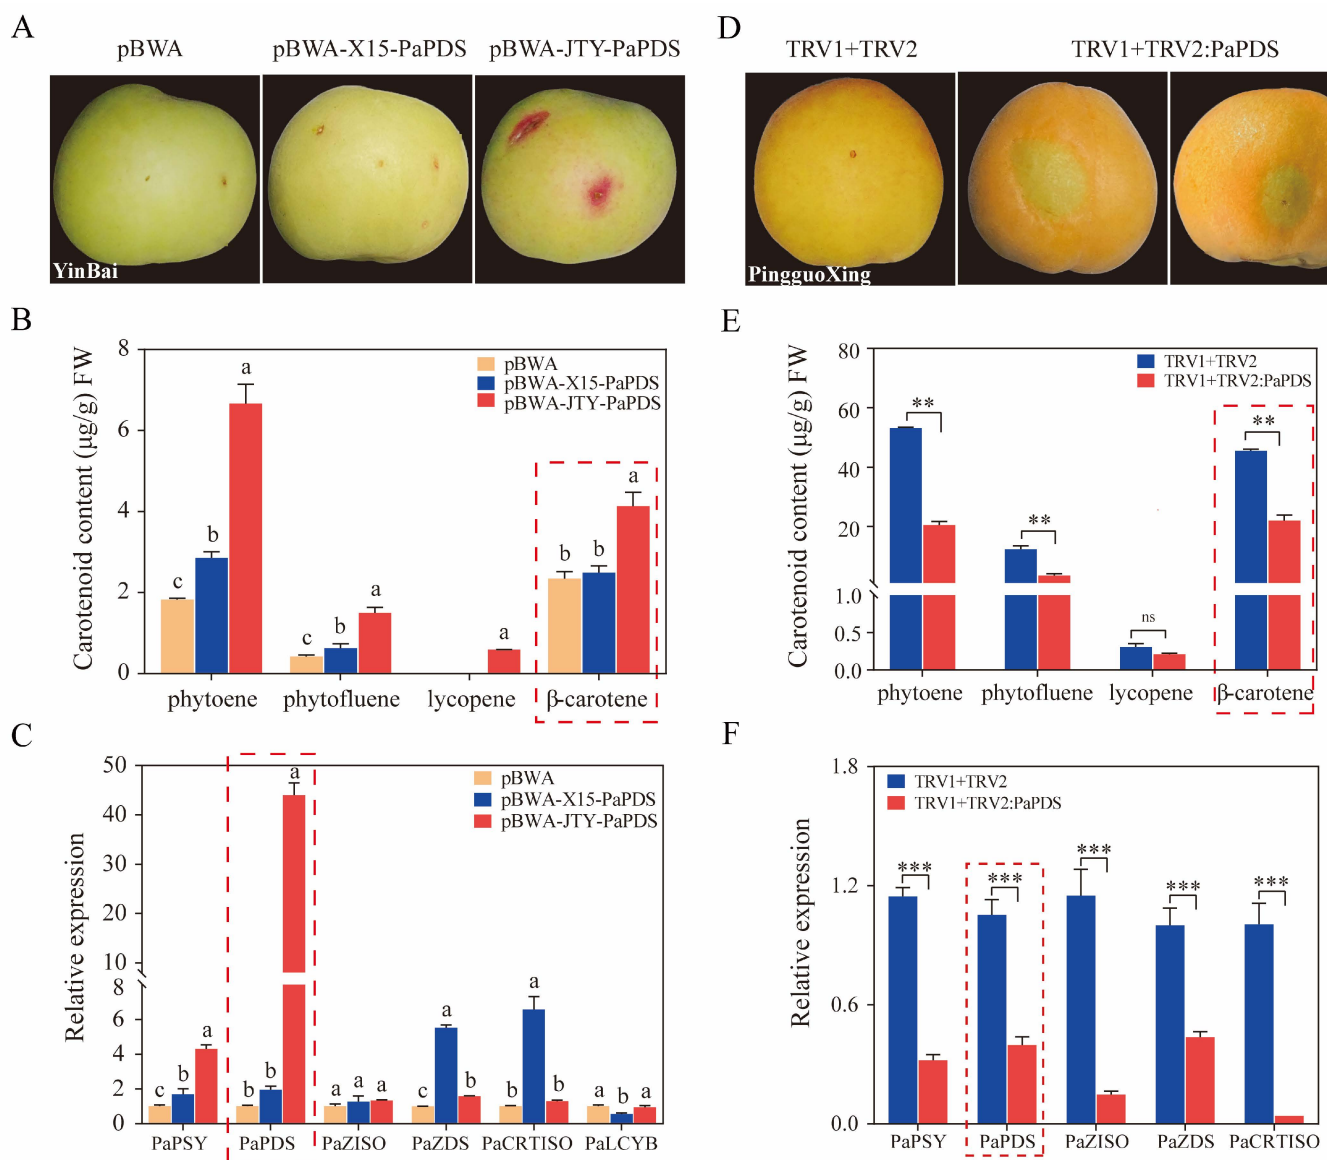 A
pBWA
pBWA-X15-PaPDS
pBWA-JTY-PaPDS
YinBai
D
TRV1+TRV2
TRV1+TRV2:PaPDS
PingguoXing
B
Carotenoid content (μg/g) FW
8
6
4
2
0
pBWA
pBWA-X15-PaPDS
pBWA-JTY-PaPDS
c
b
a
c
b
a
a
b
b
a
phytoene
phytofluene
lycopene
β-carotene
E
Carotenoid content (μg/g) FW
80
60
40
20
1.0
0.5
0.0
TRV1+TRV2
TRV1+TRV2:PaPDS
**
**
ns
**
phytoene
phytofluene
lycopene
β-carotene
C
Relative expression
50
40
30
20
10
8
6
4
2
0
pBWA
pBWA-X15-PaPDS
pBWA-JTY-PaPDS
c
b
a
b
b
a
a
a
a
c
a
b
b
a
b
a
b
a
PaPSY
PaPDS
PaZISO
PaZDS
PaCRTISO
PaLCYB
F
Relative expression
1.8
1.2
0.6
0.0
TRV1+TRV2
TRV1+TRV2:PaPDS
***
***
***
***
***
PaPSY
PaPDS
PaZISO
PaZDS
PaCRTISO